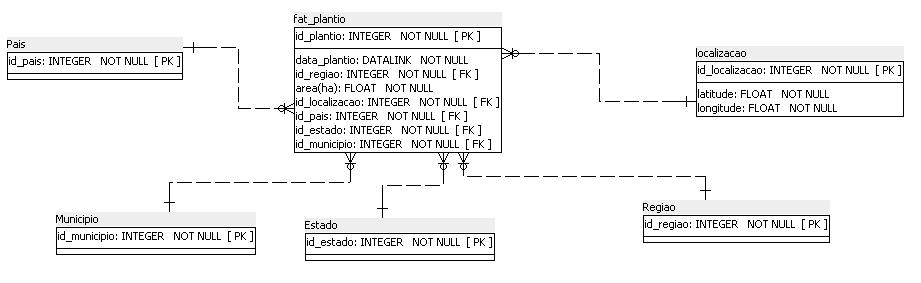 fat_plantio
id_plantio: INTEGER NOT NULL [ PK ]
data_plantio: DATALINK NOT NULL
id_regiao: INTEGER NOT NULL [ FK ]
area(ha): FLOAT NOT NULL
id_localizacao: INTEGER NOT NULL [ FK ]
id_pais: INTEGER NOT NULL [ FK ]
id_estado: INTEGER NOT NULL [ FK ]
id_municipio: INTEGER NOT NULL [ FK ]
Pais
id_pais: INTEGER NOT NULL [ PK ]
localizacao
id_localizacao: INTEGER NOT NULL [ PK ]
latitude: FLOAT NOT NULL
longitude: FLOAT NOT NULL
Municipio
id_municipio: INTEGER NOT NULL [ PK ]
Estado
id_estado: INTEGER NOT NULL [ PK ]
Regiao
id_regiao: INTEGER NOT NULL [ PK ]